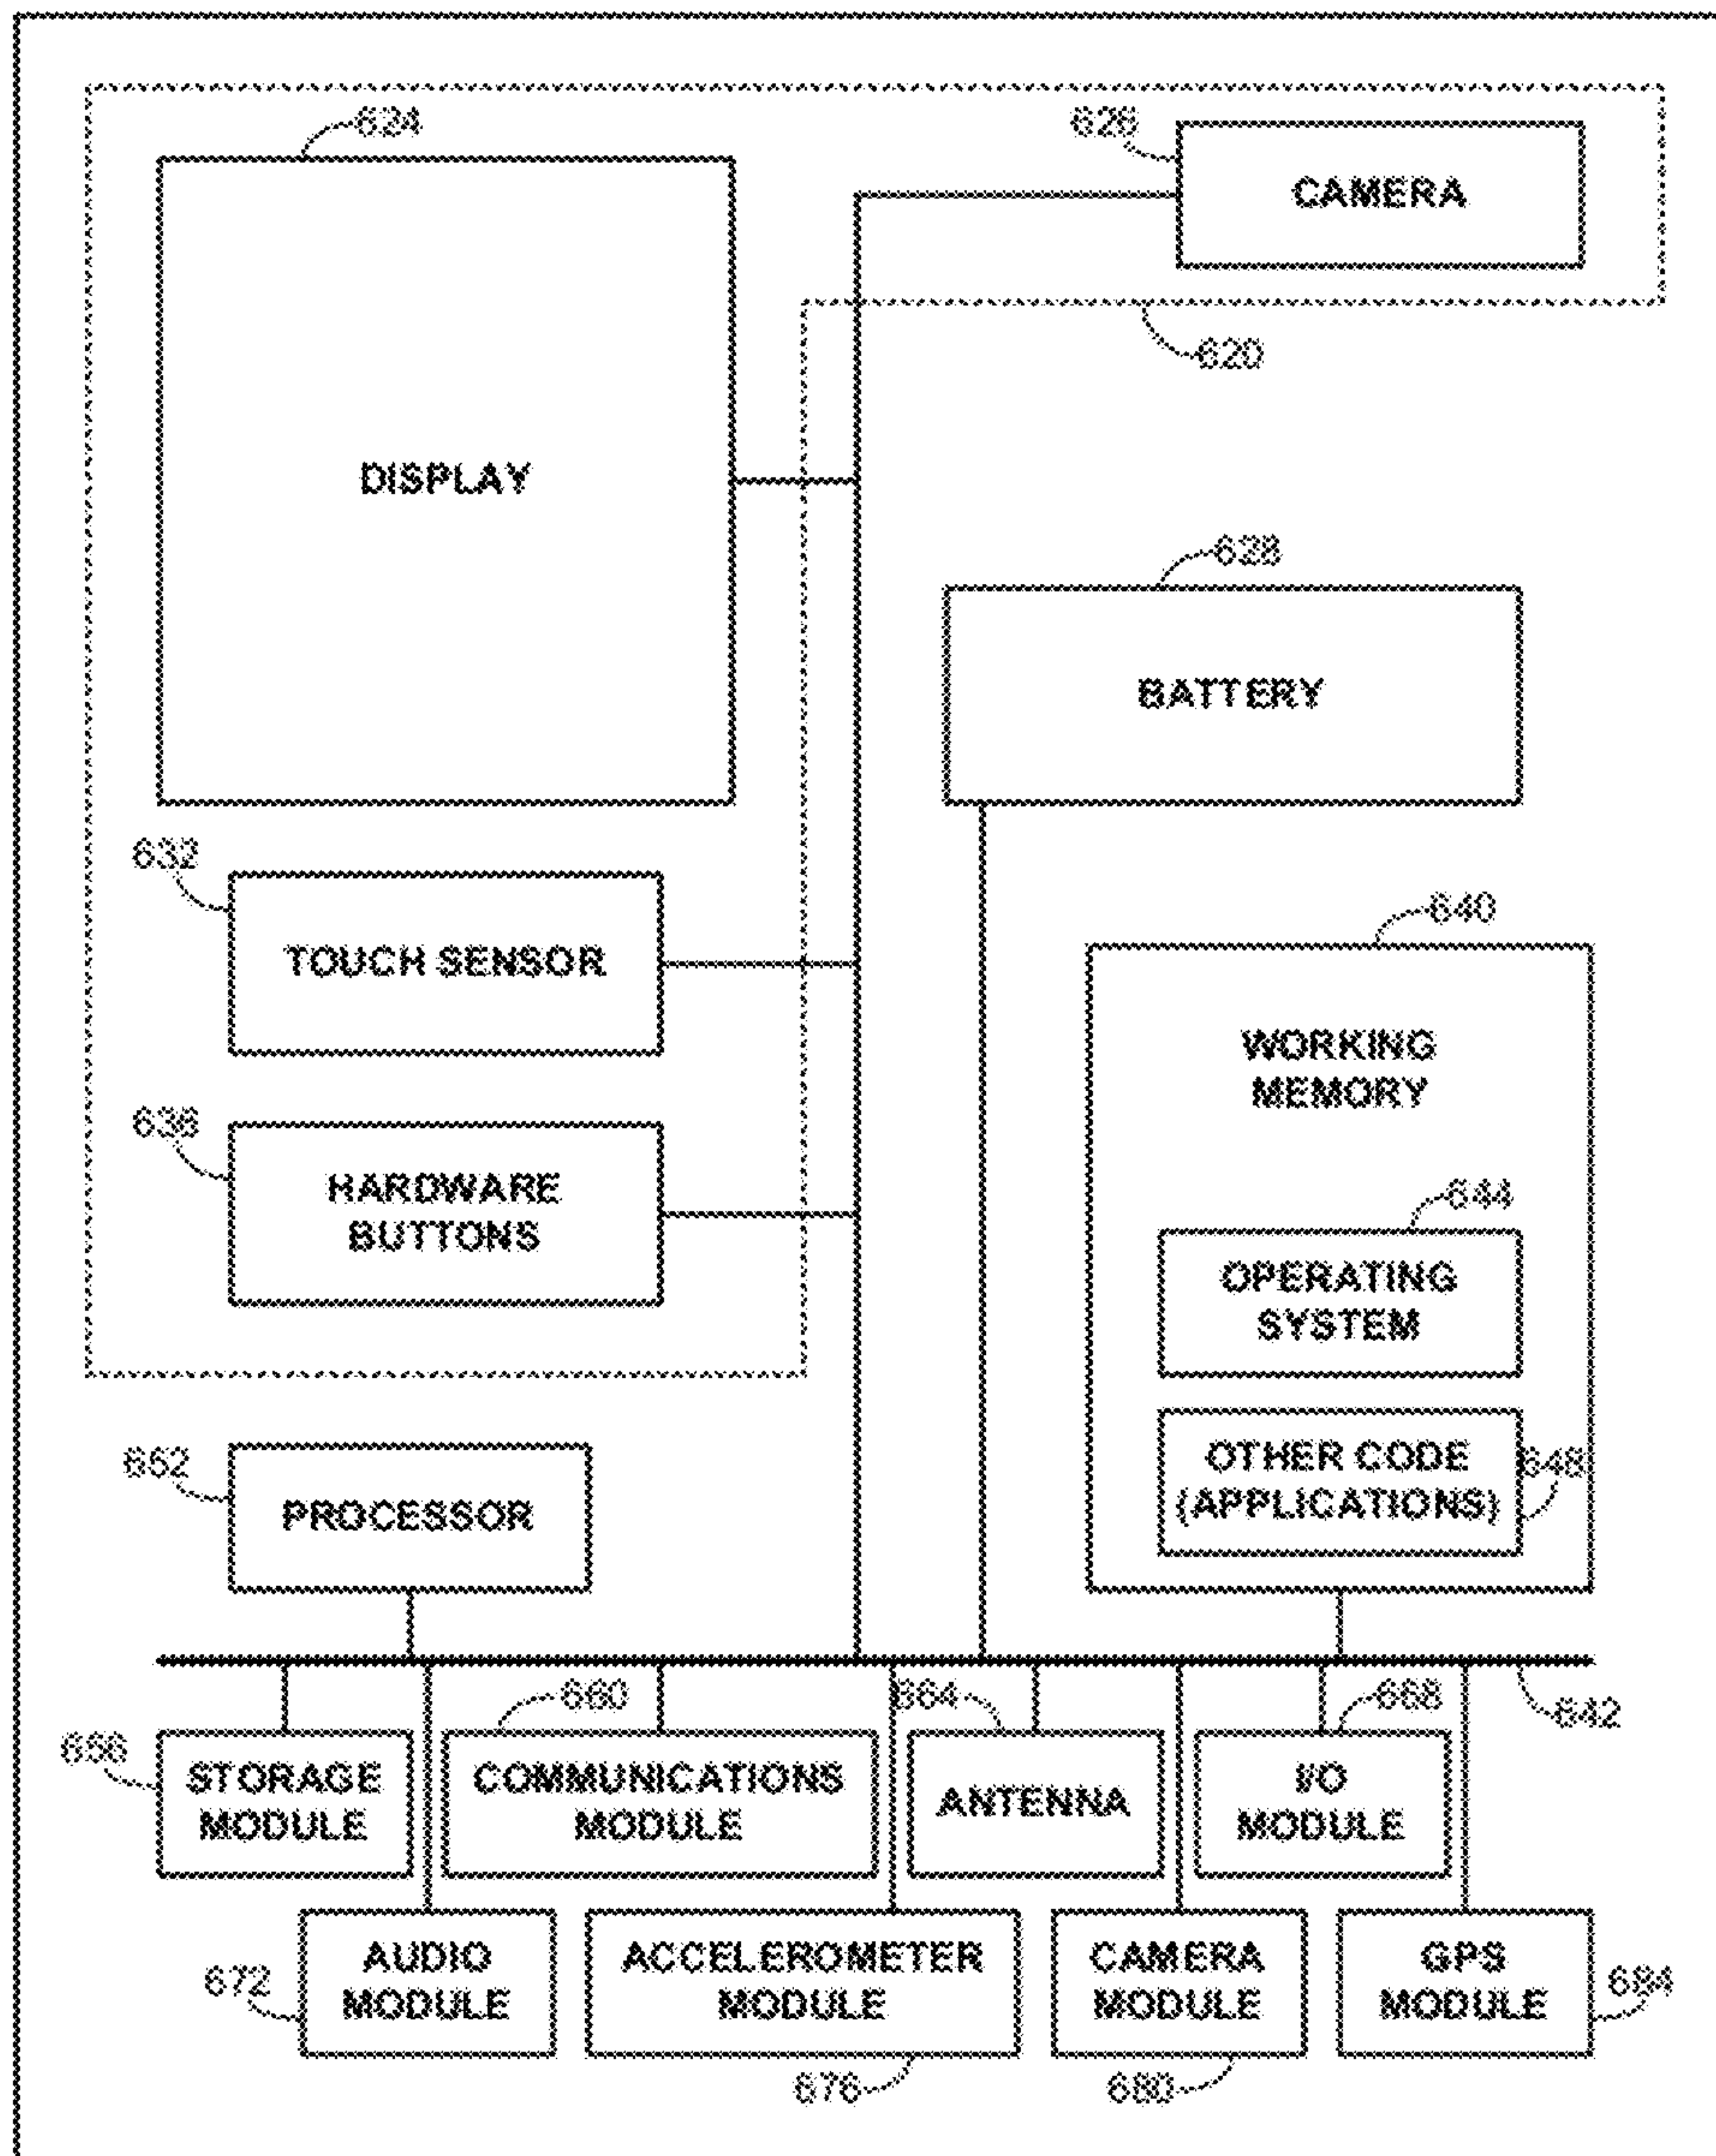 624
626
CAMERA
620
DISPLAY
628
BATTERY
632
TOUCH SENSOR
640
WORKING
MEMORY
636
HARDWARE
BUTTONS
644
OPERATING
SYSTEM
652
PROCESSOR
OTHER CODE
(APPLICATIONS)
648
660
664
668
642
656
STORAGE
MODULE
COMMUNICATIONS
MODULE
ANTENNA
I/O
MODULE
672
AUDIO
MODULE
ACCELEROMETER
MODULE
CAMERA
MODULE
GPS
MODULE
684
676
680